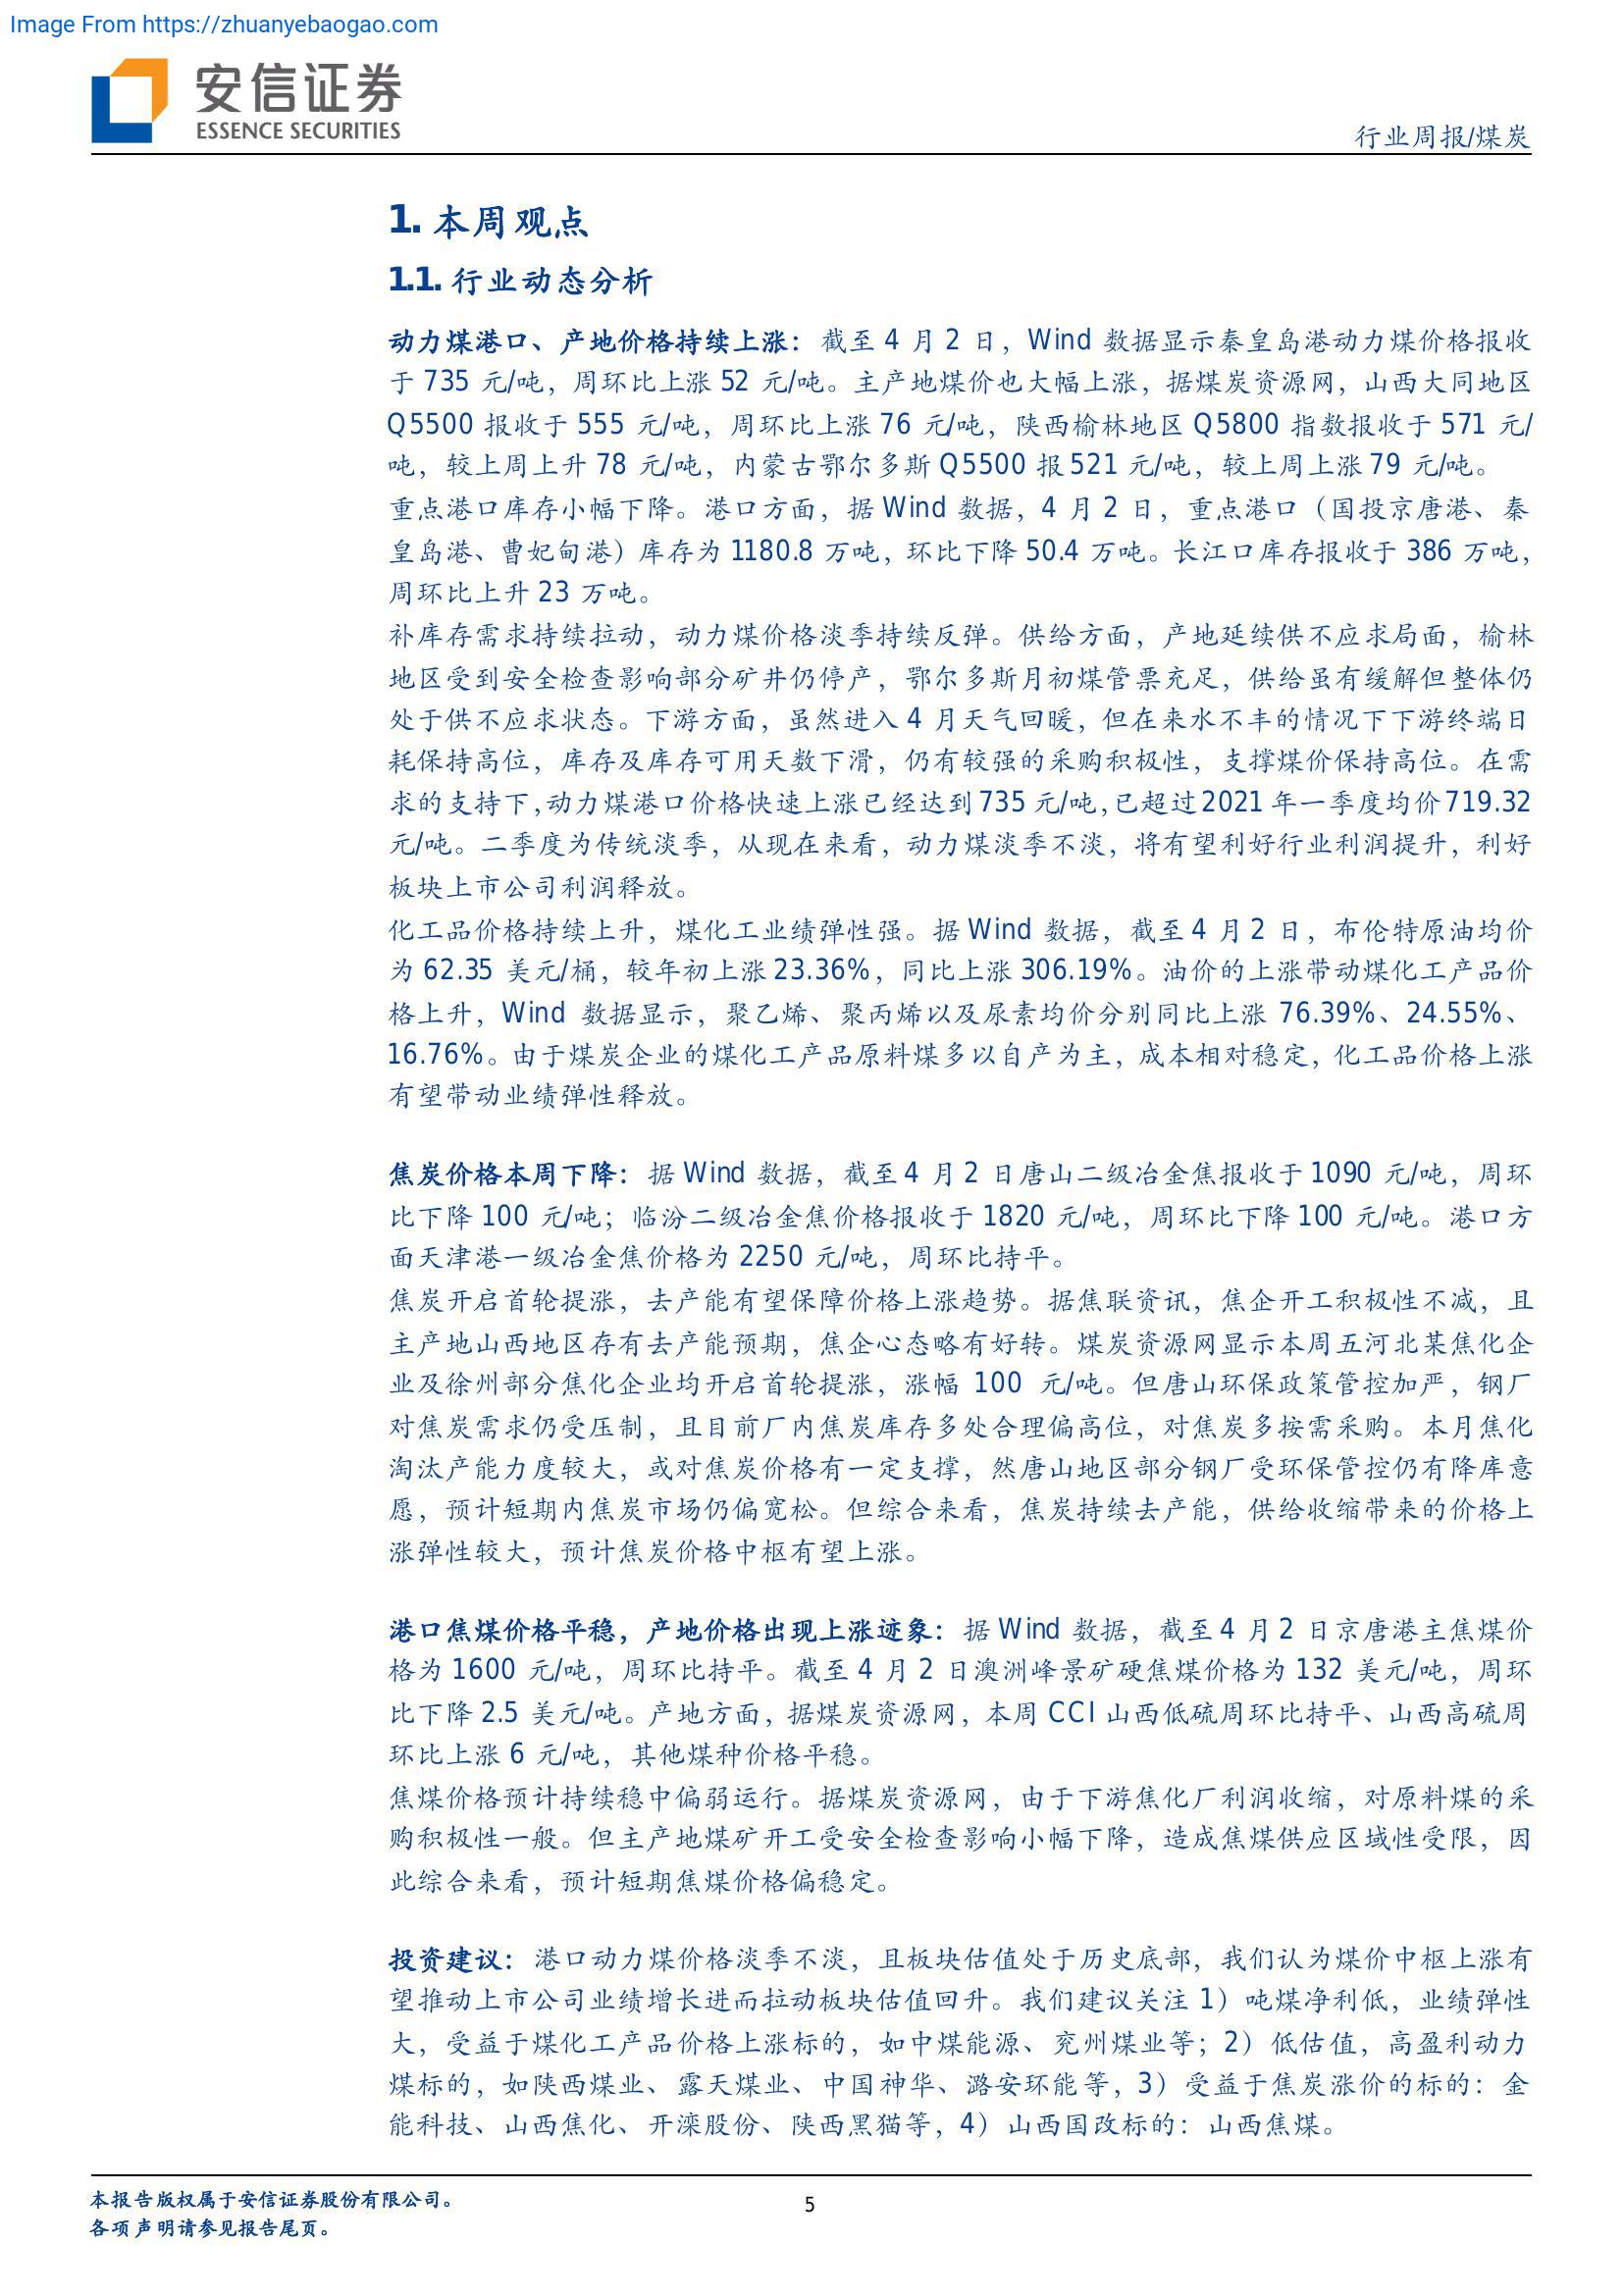 Image From https://zhuanyebaogao.com
安信证券
ESSENCE SECURITIES
行业周报/煤炭
1. 本周观点
1.1. 行业动态分析
动力煤港口、产地价格持续上涨：截至 4 月 2 日，Wind 数据显示秦皇岛港动力煤价格报收
于 735 元/吨，周环比上涨 52 元/吨。主产地煤价也大幅上涨，据煤炭资源网，山西大同地区
Q5500 报收于 555 元/吨，周环比上涨 76 元/吨，陕西榆林地区 Q5800 指数报收于 571 元/
吨，较上周上升 78 元/吨，内蒙古鄂尔多斯 Q5500 报 521 元/吨，较上周上涨 79 元/吨。
重点港口库存小幅下降。港口方面，据 Wind 数据，4 月 2 日，重点港口（国投京唐港、秦
皇岛港、曹妃甸港）库存为 1180.8 万吨，环比下降 50.4 万吨。长江口库存报收于 386 万吨，
周环比上升 23 万吨。
补库存需求持续拉动，动力煤价格淡季持续反弹。供给方面，产地延续供不应求局面，榆林
地区受到安全检查影响部分矿井仍停产，鄂尔多斯月初煤管票充足，供给虽有缓解但整体仍
处于供不应求状态。下游方面，虽然进入 4 月天气回暖，但在来水不丰的情况下下游终端日
耗保持高位，库存及库存可用天数下滑，仍有较强的采购积极性，支撑煤价保持高位。在需
求的支持下，动力煤港口价格快速上涨已经达到 735 元/吨，已超过 2021 年一季度均价 719.32
元/吨。二季度为传统淡季，从现在来看，动力煤淡季不淡，将有望利好行业利润提升，利好
板块上市公司利润释放。
化工品价格持续上升，煤化工业绩弹性强。据 Wind 数据，截至 4 月 2 日，布伦特原油均价
为 62.35 美元/桶，较年初上涨 23.36%，同比上涨 306.19%。油价的上涨带动煤化工产品价
格上升，Wind 数据显示，聚乙烯、聚丙烯以及尿素均价分别同比上涨 76.39%、24.55%、
16.76%。由于煤炭企业的煤化工产品原料煤多以自产为主，成本相对稳定，化工品价格上涨
有望带动业绩弹性释放。
焦炭价格本周下降：据 Wind 数据，截至 4 月 2 日唐山二级冶金焦报收于 1090 元/吨，周环
比下降 100 元/吨；临汾二级冶金焦价格报收于 1820 元/吨，周环比下降 100 元/吨。港口方
面天津港一级冶金焦价格为 2250 元/吨，周环比持平。
焦炭开启首轮提涨，去产能有望保障价格上涨趋势。据焦联资讯，焦企开工积极性不减，且
主产地山西地区存有去产能预期，焦企心态略有好转。煤炭资源网显示本周五河北某焦化企
业及徐州部分焦化企业均开启首轮提涨，涨幅 100 元/吨。但唐山环保政策管控加严，钢厂
对焦炭需求仍受压制，且目前厂内焦炭库存多处合理偏高位，对焦炭多按需采购。本月焦化
淘汰产能力度较大，或对焦炭价格有一定支撑，然唐山地区部分钢厂受环保管控仍有降库意
愿，预计短期内焦炭市场仍偏宽松。但综合来看，焦炭持续去产能，供给收缩带来的价格上
涨弹性较大，预计焦炭价格中枢有望上涨。
港口焦煤价格平稳，产地价格出现上涨迹象：据 Wind 数据，截至 4 月 2 日京唐港主焦煤价
格为 1600 元/吨，周环比持平。截至 4 月 2 日澳洲峰景矿硬焦煤价格为 132 美元/吨，周环
比下降 2.5 美元/吨。产地方面，据煤炭资源网，本周 CCI 山西低硫周环比持平、山西高硫周
环比上涨 6 元/吨，其他煤种价格平稳。
焦煤价格预计持续稳中偏弱运行。据煤炭资源网，由于下游焦化厂利润收缩，对原料煤的采
购积极性一般。但主产地煤矿开工受安全检查影响小幅下降，造成焦煤供应区域性受限，因
此综合来看，预计短期焦煤价格偏稳定。
投资建议：港口动力煤价格淡季不淡，且板块估值处于历史底部，我们认为煤价中枢上涨有
望推动上市公司业绩增长进而拉动板块估值回升。我们建议关注 1）吨煤净利低，业绩弹性
大，受益于煤化工产品价格上涨标的，如中煤能源、兖州煤业等；2）低估值，高盈利动力
煤标的，如陕西煤业、露天煤业、中国神华、潞安环能等，3）受益于焦炭涨价的标的：金
能科技、山西焦化、开滦股份、陕西黑猫等，4）山西国改标的：山西焦煤。
本报告版权属于安信证券股份有限公司。
各项声明请参见报告尾页。
5